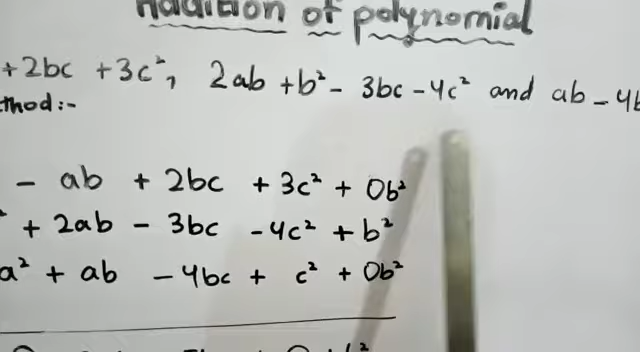 Addition of polynomial
+2bc +3c², 2ab +b² - 3bc -4c² and ab - 4b
thod:-
- ab + 2bc + 3c² + 0b²
+ 2ab - 3bc -4c² + b²
a² + ab - 4bc + c² + 0b²